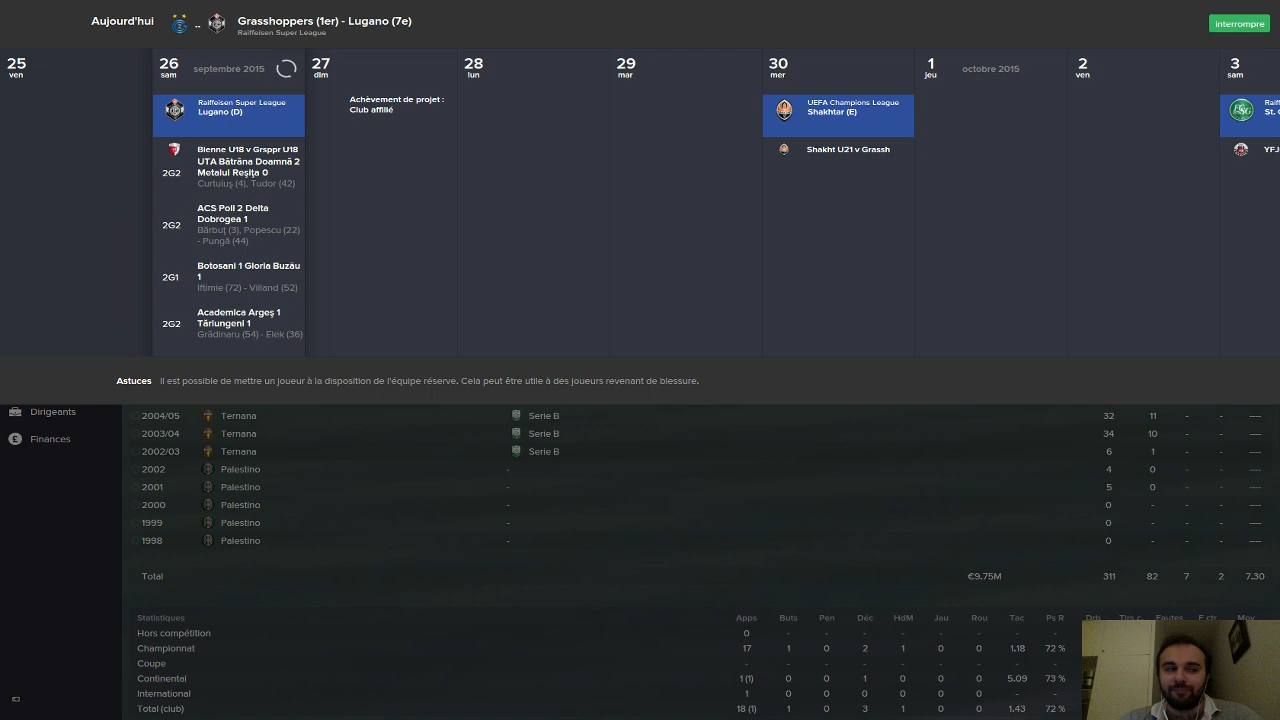 Aujourd'hui
..
Grasshoppers (1er) - Lugano (7e)
Raiffeisen Super League
interrompre
25
ven
26
sam
septembre 2015
27
dim
28
lun
29
mar
30
mer
1
jeu
octobre 2015
2
ven
3
sam
Raiffeisen Super League
Lugano (D)
Achèvement de projet :
Club affilié
UEFA Champions League
Shakhtar (E)
Raiff
St. G
Bienne U18 v Grsppr U18
Shakht U21 v Grassh
YFJ
2G2
UTA Bătrâna Doamnă 2
Metalul Reşiţa 0
Curtuiuş (4), Tudor (42)
2G2
ACS Poli 2 Delta
Dobrogea 1
Bărbuţ (3), Popescu (22)
- Pungă (44)
2G1
Botosani 1 Gloria Buzău
1
Iftimie (72) - Villand (52)
2G2
Academica Argeş 1
Tărlungeni 1
Grădinaru (54) - Elek (36)
Astuces Il est possible de mettre un joueur à la disposition de l'équipe réserve. Cela peut être utile à des joueurs revenant de blessure.
Dirigeants
Finances
2004/05 Ternana Serie B 32 11 - - ----
2003/04 Ternana Serie B 34 10 - - ----
2002/03 Ternana Serie B 6 1 - - ----
2002 Palestino - 4 0 - - ----
2001 Palestino - 5 0 - - ----
2000 Palestino - 0 - - - ----
1999 Palestino - 0 - - - ----
1998 Palestino - 0 - - - ----
Total €9.75M 311 82 7 2 7.30
Statistiques Apps Buts Pen Déc HdM Jau Rou Tac Ps R Drb Tirs c. Fautes F ctr Moy
Hors compétition 0 - - - - - - - -
Championnat 17 1 0 2 1 0 0 1.18 72 %
Coupe - - - - - - - - -
Continental 1 (1) 0 0 1 0 0 0 5.09 73 %
International 1 0 0 0 0 0 0 - -
Total (club) 18 (1) 1 0 3 1 0 0 1.43 72 %